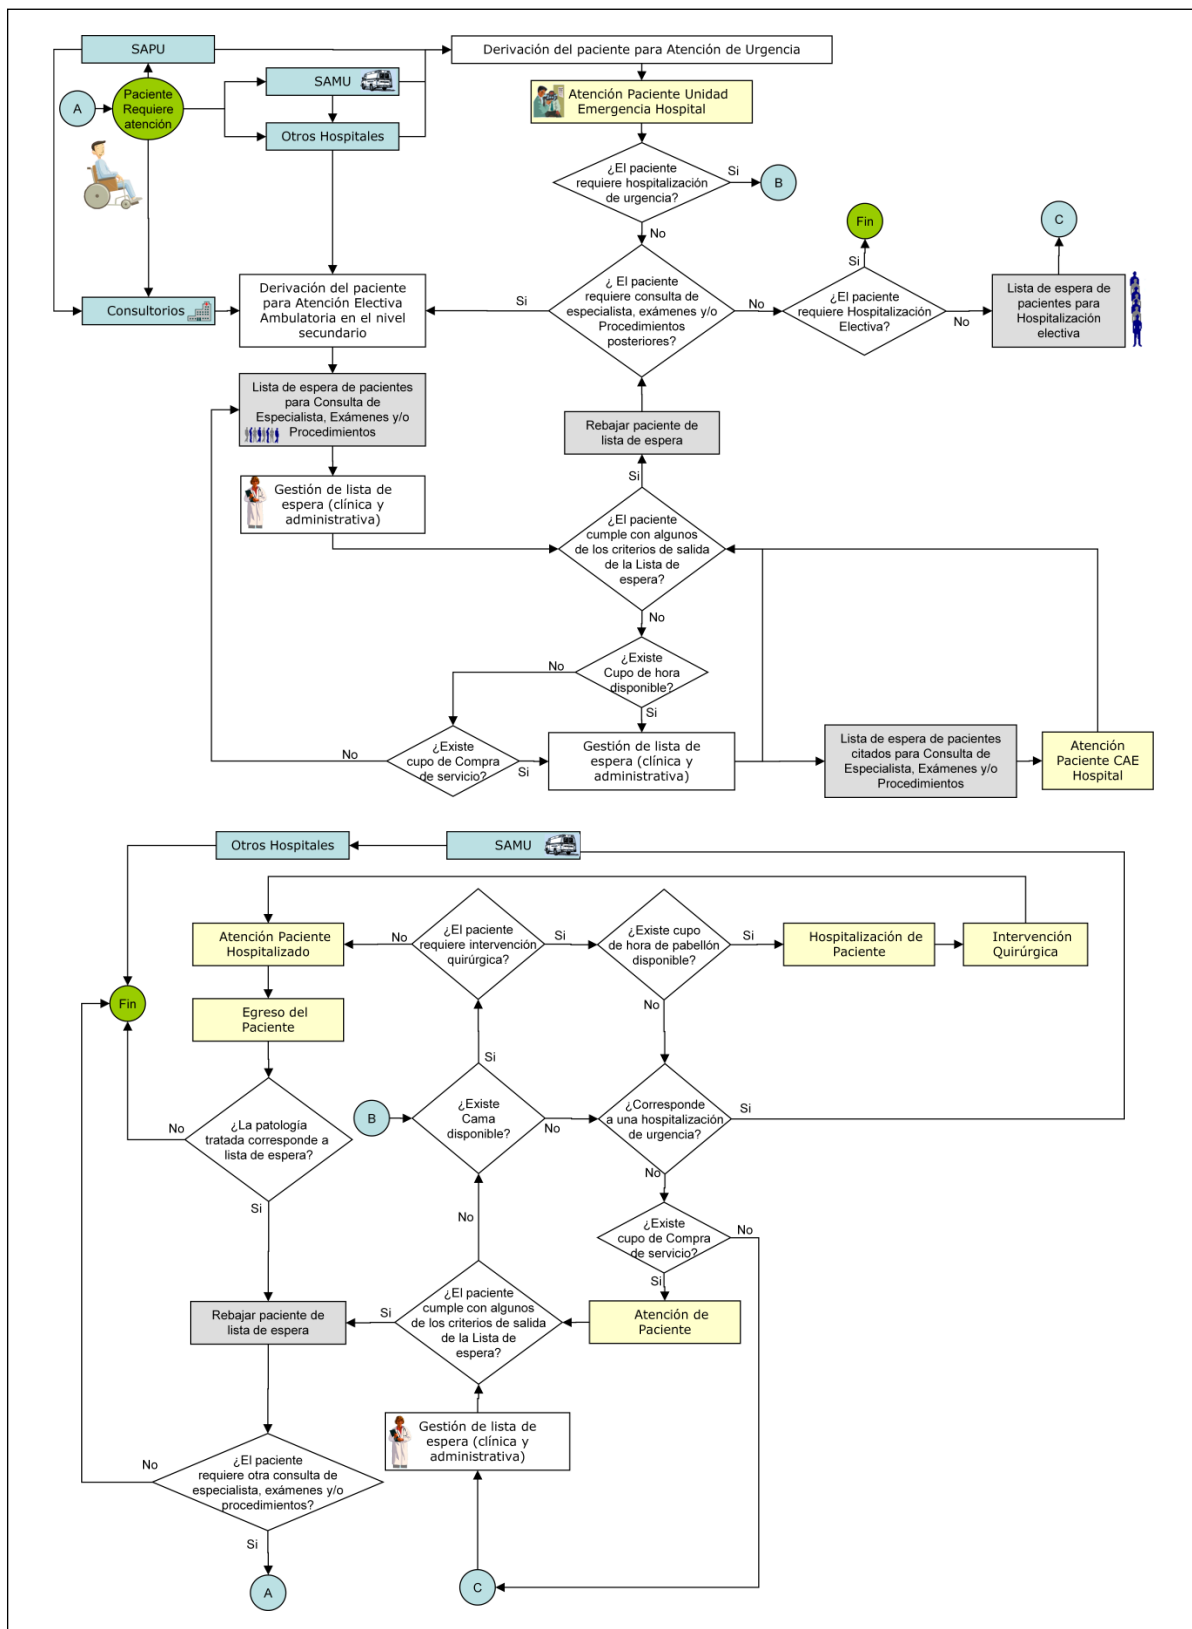 SAPU
Derivación del paciente para Atención de Urgencia
A
Paciente
Requiere
atención
SAMU
Otros Hospitales
Atención Paciente Unidad
Emergencia Hospital
¿El paciente
requiere hospitalización
de urgencia?
Si
B
No
Fin
C
Si
Consultorios
Derivación del paciente
para Atención Electiva
Ambulatoria en el nivel
secundario
Si
¿ El paciente
requiere consulta de
especialista, exámenes y/o
Procedimientos
posteriores?
No
¿El paciente
requiere Hospitalización
Electiva?
No
Lista de espera de
pacientes para
Hospitalización
electiva
Lista de espera de pacientes
para Consulta de
Especialista, Exámenes y/o
Procedimientos
Rebajar paciente de
lista de espera
Si
Gestión de lista de
espera (clínica y
administrativa)
¿El paciente
cumple con algunos
de los criterios de salida
de la Lista de
espera?
No
¿Existe
Cupo de hora
disponible?
No
Si
No
¿Existe
cupo de Compra
de servicio?
Si
Gestión de lista de
espera (clínica y
administrativa)
Lista de espera de pacientes
citados para Consulta de
Especialista, Exámenes y/o
Procedimientos
Atención
Paciente CAE
Hospital
Otros Hospitales
SAMU
Atención Paciente
Hospitalizado
No
¿El paciente
requiere intervención
quirúrgica?
Si
¿Existe cupo
de hora de pabellón
disponible?
Si
Hospitalización de
Paciente
Intervención
Quirúrgica
Fin
Egreso del
Paciente
No
Si
No
¿La patología
tratada corresponde a
lista de espera?
B
¿Existe
Cama
disponible?
No
¿Corresponde
a una hospitalización
de urgencia?
Si
Si
No
No
¿Existe
cupo de Compra
de servicio?
No
Si
Rebajar paciente de
lista de espera
Si
¿El paciente
cumple con algunos
de los criterios de salida
de la Lista de
espera?
Atención de
Paciente
Gestión de lista de
espera (clínica y
administrativa)
No
¿El paciente
requiere otra consulta de
especialista, exámenes y/o
procedimientos?
Si
A
C